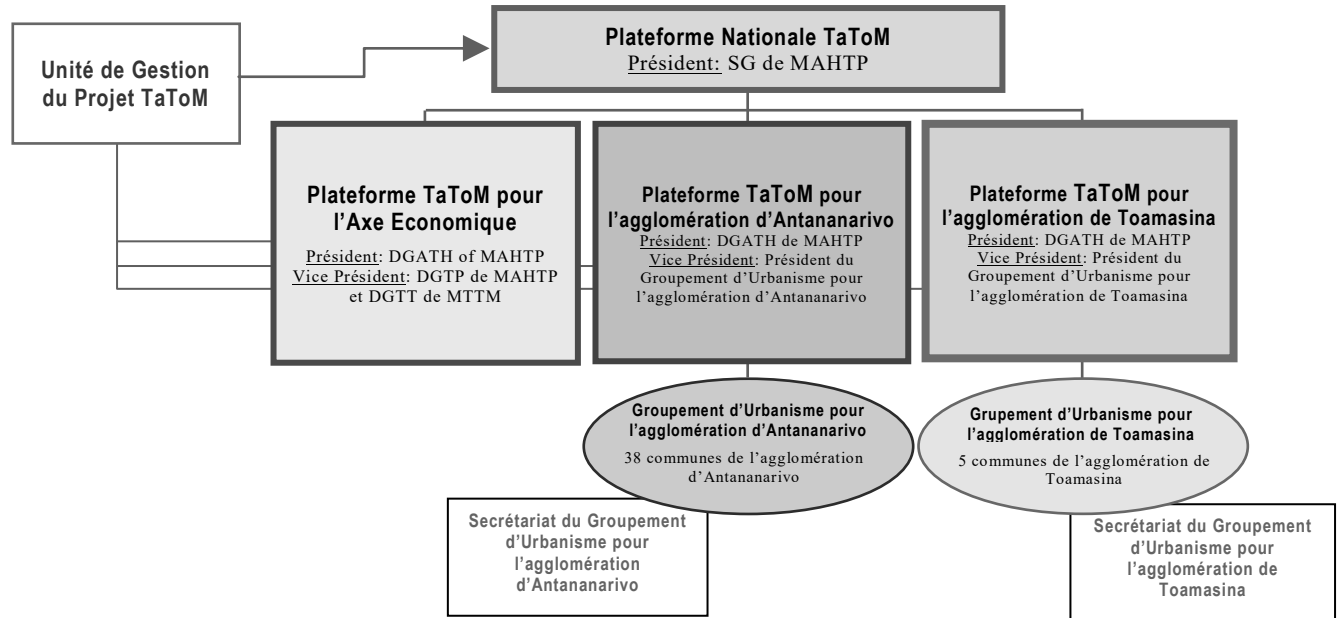 Unité de Gestion
du Projet TaToM
Plateforme Nationale TaToM
Président: SG de MAHTP
Plateforme TaToM pour
l'Axe Economique
Président: DGATH of MAHTP
Vice Président: DGTP de MAHTP
et DGTT de MTTM
Plateforme TaToM pour
l'agglomération d'Antananarivo
Président: DGATH de MAHTP
Vice Président: Président du
Groupement d'Urbanisme pour
l'agglomération d'Antananarivo
Plateforme TaToM pour
l'agglomération de Toamasina
Président: DGATH de MAHTP
Vice Président: Président du
Groupement d'Urbanisme pour
l'agglomération de Toamasina
Groupement d'Urbanisme pour
l'agglomération d'Antananarivo
38 communes de l'agglomération
d'Antananarivo
Grupement d'Urbanisme pour
l'agglomération de Toamasina
5 communes de l'agglomération de
Toamasina
Secrétariat du Groupement
d'Urbanisme pour
l'agglomération
d'Antananarivo
Secrétariat du Groupement
d'Urbanisme pour
l'agglomération de
Toamasina